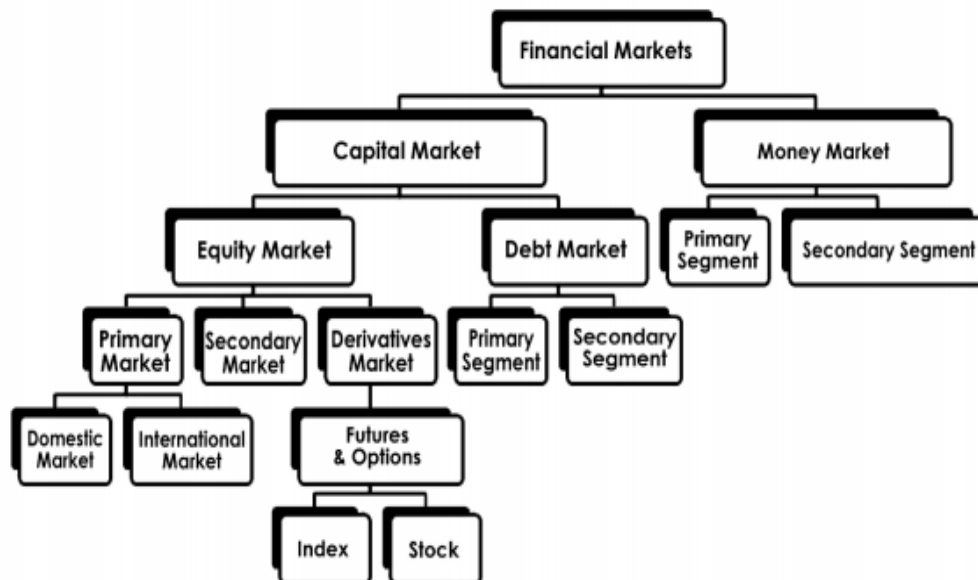 Financial Markets
Capital Market
Money Market
Equity Market
Debt Market
Primary
Segment
Secondary Segment
Primary
Market
Secondary
Market
Derivatives
Market
Primary
Segment
Secondary
Segment
Domestic
Market
International
Market
Futures
& Options
Index
Stock